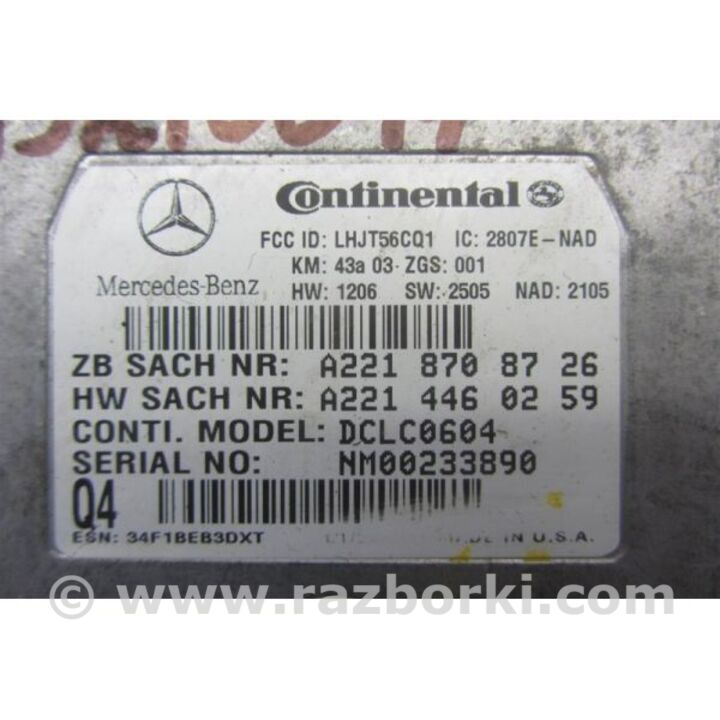 Continental
FCC ID: LHJT56CQ1 IC: 2807E-NAD
KM: 43a 03- ZGS: 001
Mercedes-Benz
HW: 1206 SW: 2505 NAD: 2105
ZB SACH NR: A221 870 87 26
HW SACH NR: A221 446 02 59
CONTI. MODEL: DCLC0604
SERIAL NO: NM00233890
Q4
ESN: 34F1BEB3DXT IN U.S.A.
© www.razborki.com